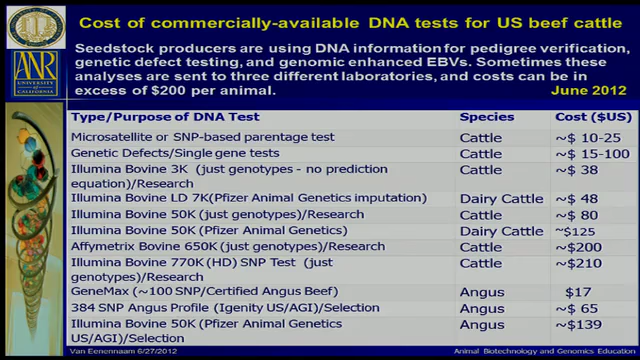 Cost of commercially-available DNA tests for US beef cattle
ANR
UNIVERSITY
of
CALIFORNIA
Seedstock producers are using DNA information for pedigree verification,
genetic defect testing, and genomic enhanced EBVs. Sometimes these
analyses are sent to three different laboratories, and costs can be in
excess of $200 per animal. June 2012
Type/Purpose of DNA Test Species Cost ($US)
Microsatellite or SNP-based parentage test Cattle ~$ 10-25
Genetic Defects/Single gene tests Cattle ~$ 15-100
Illumina Bovine 3K (just genotypes - no prediction
equation)/Research Cattle ~$ 38
Illumina Bovine LD 7K(Pfizer Animal Genetics imputation) Dairy Cattle ~$ 48
Illumina Bovine 50K(just genotypes)/Research Cattle ~$ 80
Illumina Bovine 50K (Pfizer Animal Genetics) Dairy Cattle ~$125
Affymetrix Bovine 650K(just genotypes)/Research Cattle ~$200
Illumina Bovine 770K (HD) SNP Test (just
genotypes)/Research Cattle ~$210
GeneMax (~100 SNP/Certified Angus Beef) Angus $17
384 SNP Angus Profile (Igenity US/AGI)/Selection Angus ~$ 65
Illumina Bovine 50K (Pfizer Animal Genetics
US/AGI)/Selection Angus ~$139
Van Eenennaam 6/27/2012 Animal Biotechnology and Genomics Education